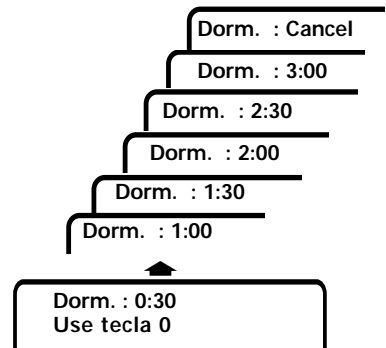 Dorm. : Cancel
Dorm. : 3:00
Dorm. : 2:30
Dorm. : 2:00
Dorm. : 1:30
Dorm. : 1:00
Dorm. : 0:30
Use tecla 0